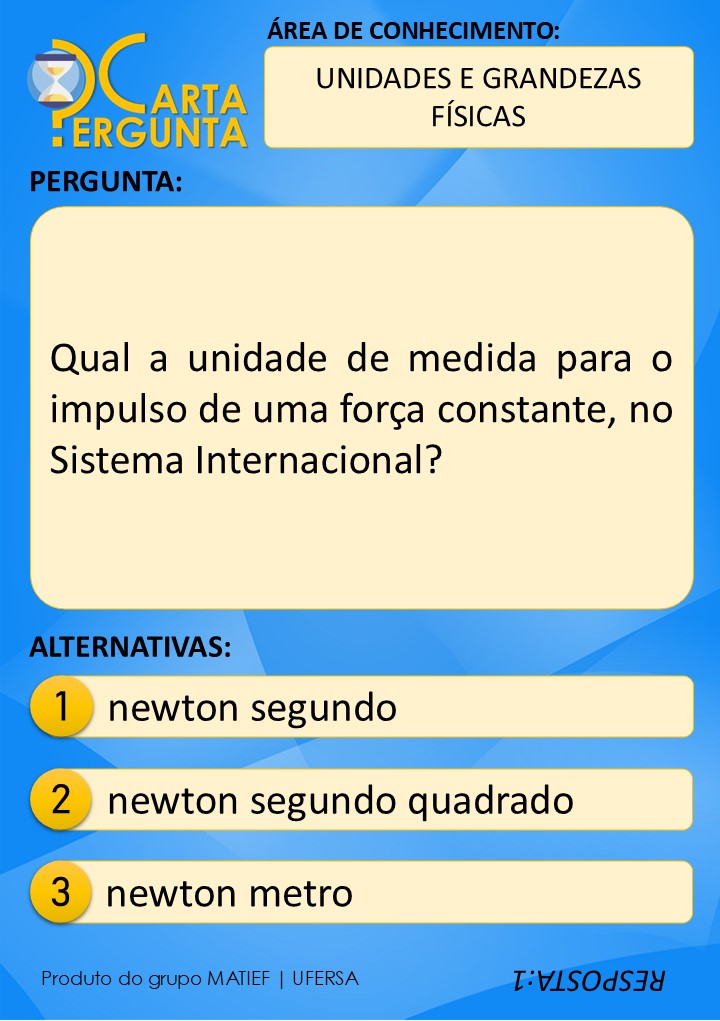 CARTA
PERGUNTA
ÁREA DE CONHECIMENTO:
UNIDADES E GRANDEZAS
FÍSICAS
PERGUNTA:
Qual a unidade de medida para o
impulso de uma força constante, no
Sistema Internacional?
ALTERNATIVAS:
1 newton segundo
2 newton segundo quadrado
3 newton metro
Produto do grupo MATIEF | UFERSA
RESPOSTA:1